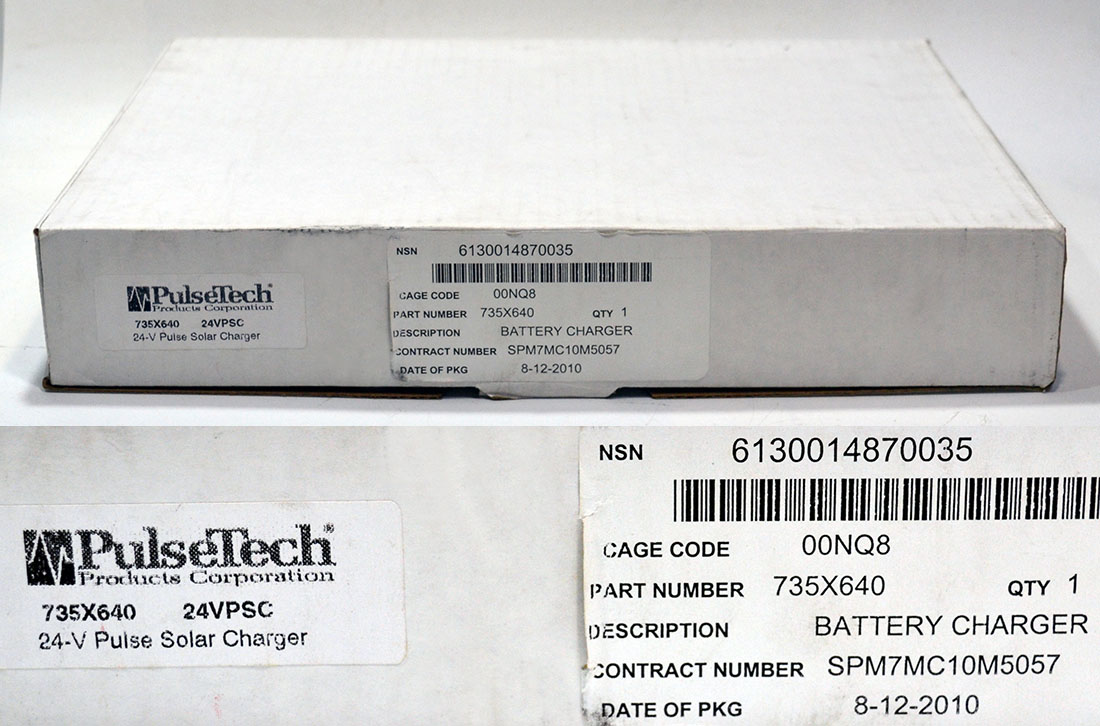 PulseTech®
Products Corporation
735X640 24VPSC
24-V Pulse Solar Charger
NSN 6130014870035
CAGE CODE 00NQ8
PART NUMBER 735X640 QTY 1
DESCRIPTION BATTERY CHARGER
CONTRACT NUMBER SPM7MC10M5057
DATE OF PKG 8-12-2010
PulseTech®
Products Corporation
735X640 24VPSC
24-V Pulse Solar Charger
NSN 6130014870035
CAGE CODE 00NQ8
PART NUMBER 735X640 QTY 1
DESCRIPTION BATTERY CHARGER
CONTRACT NUMBER SPM7MC10M5057
DATE OF PKG 8-12-2010